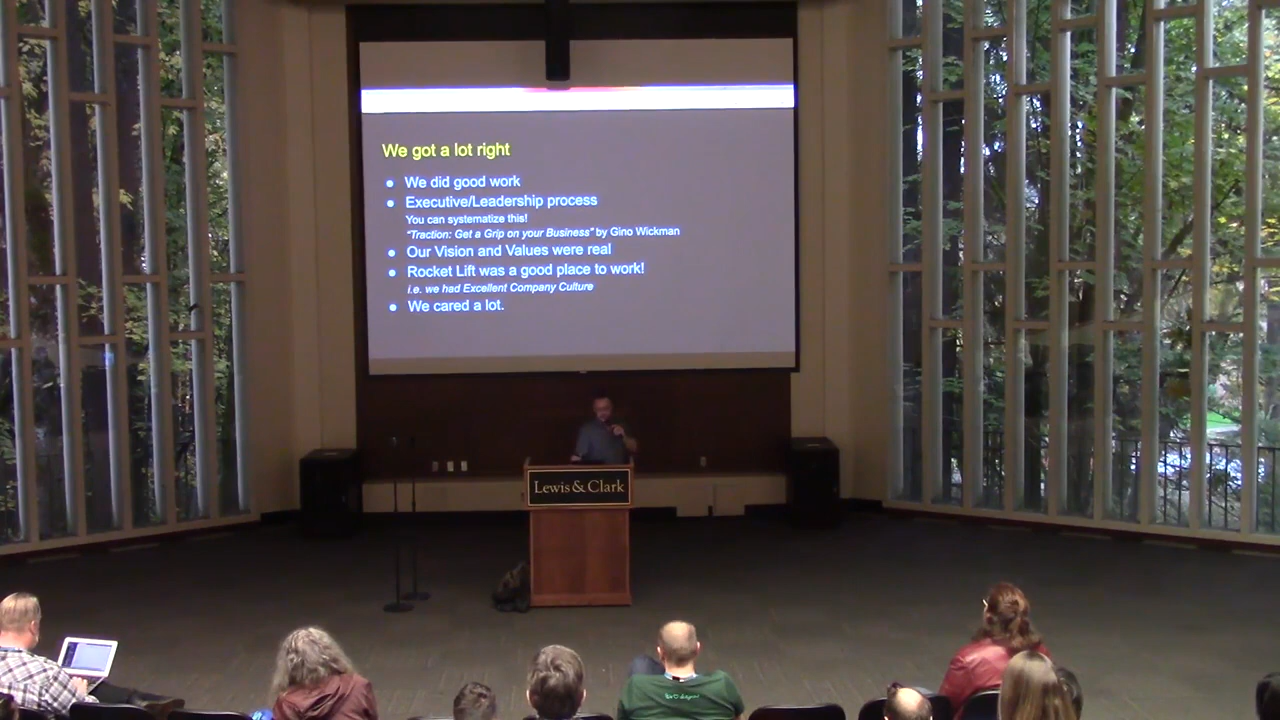 We got a lot right
● We did good work
● Executive/Leadership process
You can systematize this!
“Traction: Get a Grip on your Business” by Gino Wickman
● Our Vision and Values were real
● Rocket Lift was a good place to work!
i.e. we had Excellent Company Culture
● We cared a lot.
Lewis & Clark